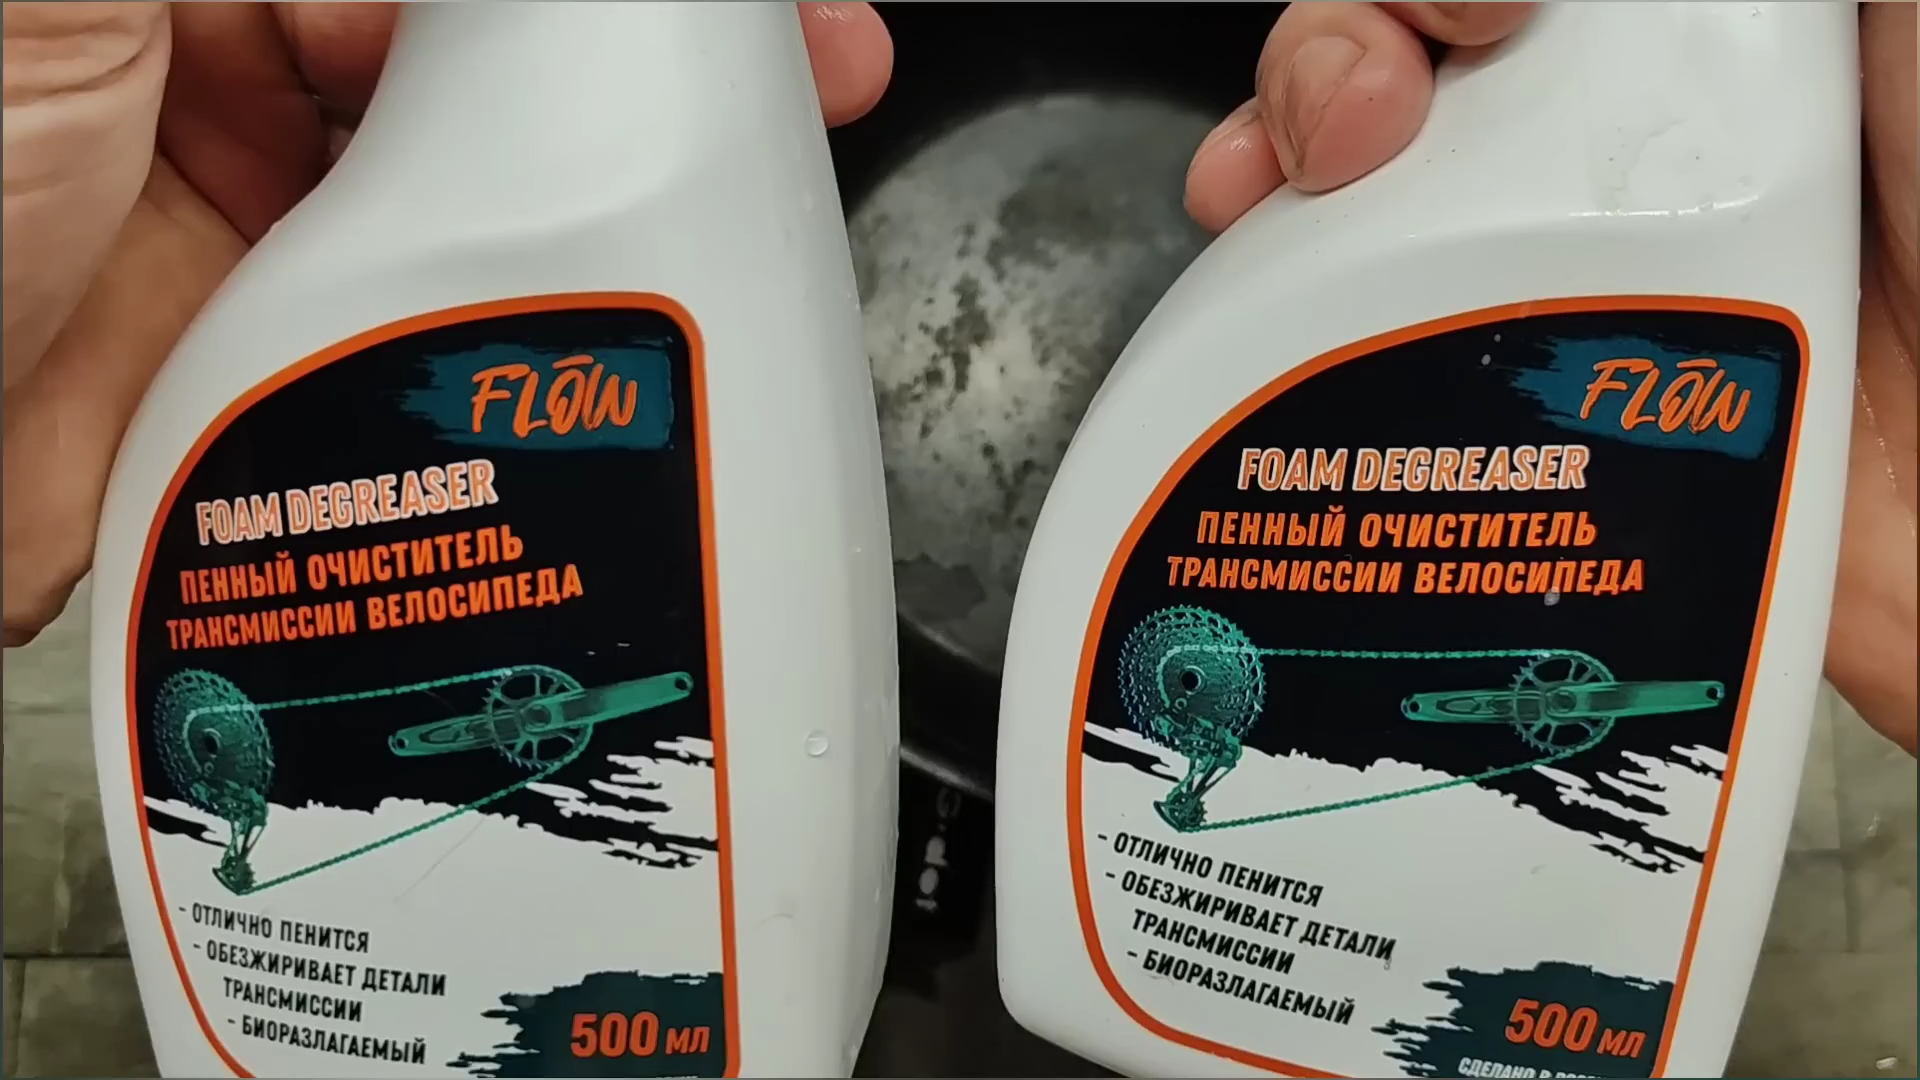 FLOW
FOAM DEGREASER
ПЕННЫЙ ОЧИСТИТЕЛЬ
ТРАНСМИССИИ ВЕЛОСИПЕДА
- ОТЛИЧНО ПЕНИТСЯ
- ОБЕЗЖИРИВАЕТ ДЕТАЛИ
ТРАНСМИССИИ
- БИОРАЗЛАГАЕМЫЙ
500 МЛ
FLOW
FOAM DEGREASER
ПЕННЫЙ ОЧИСТИТЕЛЬ
ТРАНСМИССИИ ВЕЛОСИПЕДА
- ОТЛИЧНО ПЕНИТСЯ
- ОБЕЗЖИРИВАЕТ ДЕТАЛИ
ТРАНСМИССИИ
- БИОРАЗЛАГАЕМЫЙ
500 МЛ
СДЕЛАНО В